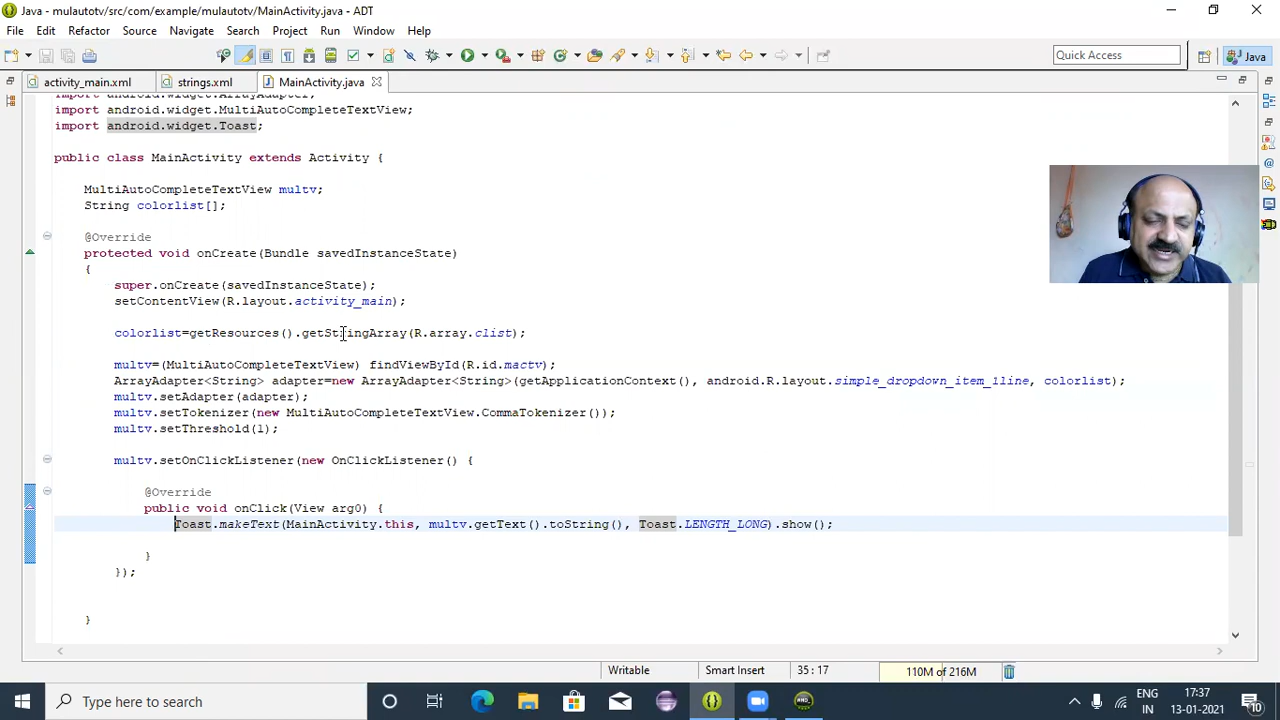 Java - mulautotv/src/com/example/mulautotv/MainActivity.java - ADT
File Edit Refactor Source Navigate Search Project Run Window Help
Quick Access Java
activity_main.xml strings.xml MainActivity.java
import android.widget.ArrayAdapter;
import android.widget.MultiAutoCompleteTextView;
import android.widget.Toast;
public class MainActivity extends Activity {
MultiAutoCompleteTextView multv;
String colorlist[];
@Override
protected void onCreate(Bundle savedInstanceState)
{
super.onCreate(savedInstanceState);
setContentView(R.layout.activity_main);
colorlist=getResources().getStringArray(R.array.clist);
multv=(MultiAutoCompleteTextView) findViewById(R.id.mactv);
ArrayAdapter<String> adapter=new ArrayAdapter<String>(getApplicationContext(), android.R.layout.simple_dropdown_item_1line, colorlist);
multv.setAdapter(adapter);
multv.setTokenizer(new MultiAutoCompleteTextView.CommaTokenizer());
multv.setThreshold(1);
multv.setOnClickListener(new OnClickListener() {
@Override
public void onClick(View arg0) {
Toast.makeText(MainActivity.this, multv.getText().toString(), Toast.LENGTH_LONG).show();
}
});
}
Writable Smart Insert 35 : 17 110M of 216M
Type here to search
ENG 17:37
IN 13-01-2021 10